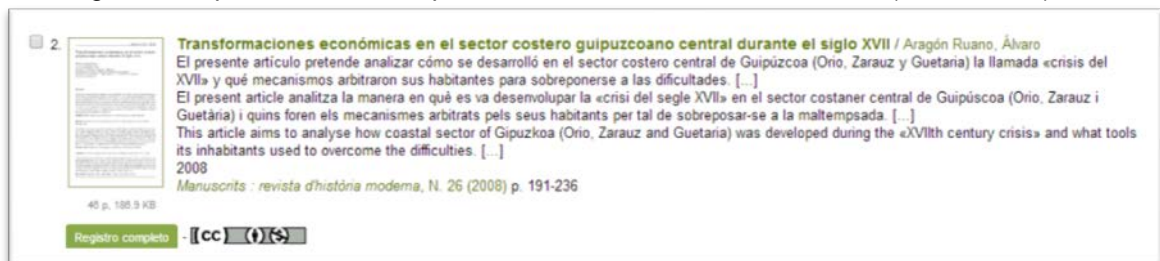 2.
Transformaciones económicas en el sector costero guipuzcoano central durante el siglo XVII / Aragón Ruano, Álvaro
El presente artículo pretende analizar cómo se desarrolló en el sector costero central de Guipúzcoa (Orio, Zarauz y Guetaria) la llamada «crisis del
XVII» y qué mecanismos arbitraron sus habitantes para sobreponerse a las dificultades. [...]
El present article analitza la manera en què es va desenvolupar la «crisi del segle XVII» en el sector costaner central de Guipúscoa (Orio, Zarauz i
Guetària) i quins foren els mecanismes arbitrats pels seus habitants per tal de sobreposar-se a la maltempsada. [...]
This article aims to analyse how coastal sector of Gipuzkoa (Orio, Zarauz and Guetaria) was developed during the «XVIIth century crisis» and what tools
its inhabitants used to overcome the difficulties. [...]
2008
Manuscrits : revista d'història moderna, N. 26 (2008) p. 191-236
46 p, 186.9 KB
Registro completo - CC